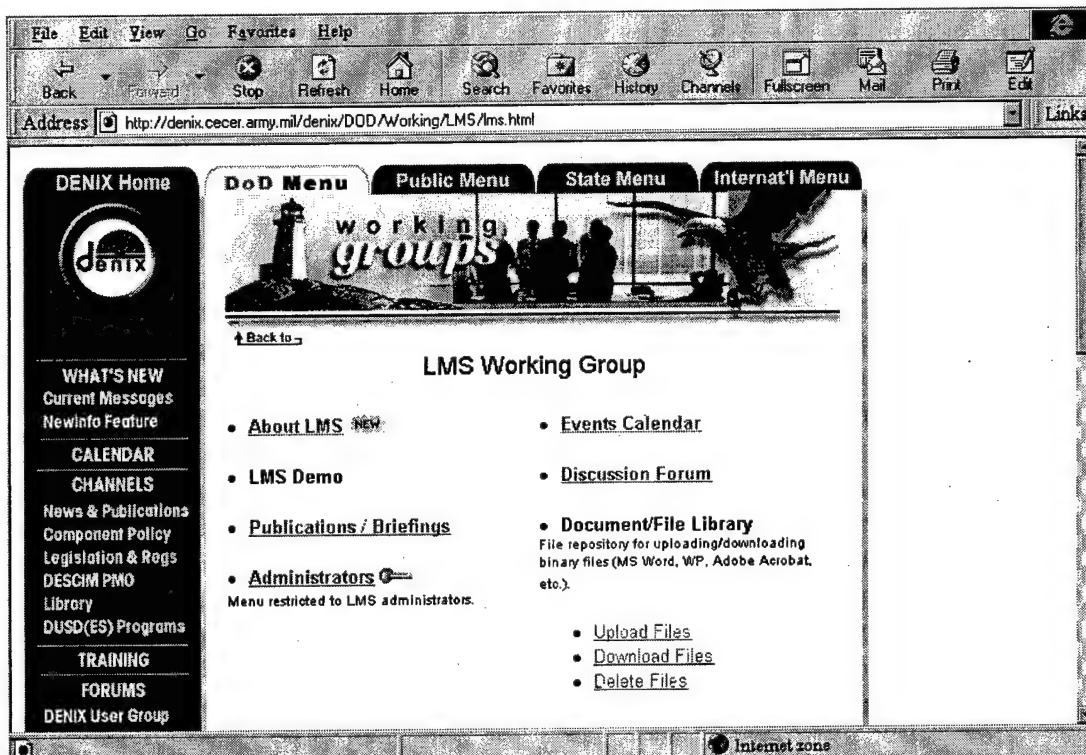 File Edit View Go Favorites Help
Back Forward Stop Refresh Home Search Favorites History Channels Fullscreen Mail Print Edit
Address http://denix.cecer.army.mil/denix/DOD/Working/LMS/lms.html Links
DENIX Home
DoD Menu Public Menu State Menu Internat'l Menu
denix
working
groups
Back to
LMS Working Group
WHAT'S NEW
Current Messages
NewInfo Feature
CALENDAR
CHANNELS
News & Publications
Component Policy
Legislation & Regs
DESCIM PMO
Library
DUSD(ES) Programs
TRAINING
FORUMS
DENIX User Group
• About LMS NEW
• LMS Demo
• Publications / Briefings
• Administrators
Menu restricted to LMS administrators.
• Events Calendar
• Discussion Forum
• Document/File Library
File repository for uploading/downloading
binary files (MS Word, WP, Adobe Acrobat,
etc.).
• Upload Files
• Download Files
• Delete Files
Internet zone